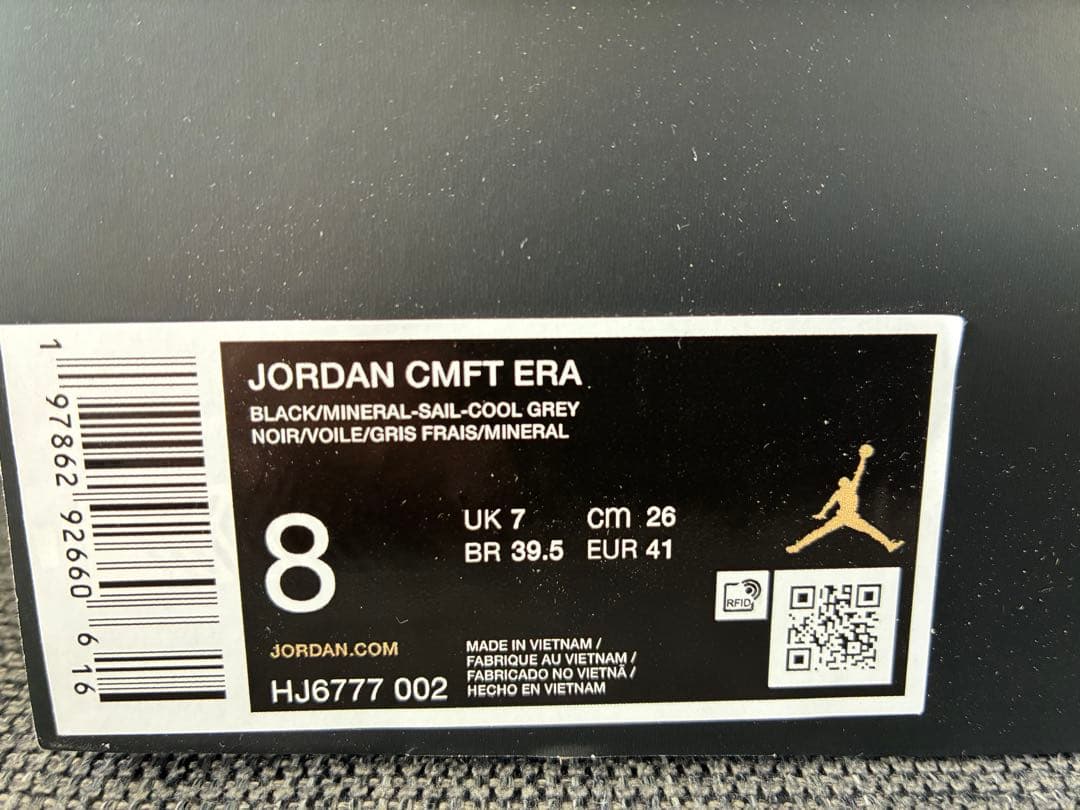 1 97862 92660 6 16
JORDAN CMFT ERA
BLACK/MINERAL-SAIL-COOL GREY
NOIR/VOILE/GRIS FRAIS/MINERAL
8
UK 7 cm 26
BR 39.5 EUR 41
RFID
JORDAN.COM
HJ6777 002
MADE IN VIETNAM /
FABRIQUE AU VIETNAM /
FABRICADO NO VIETNÃ /
HECHO EN VIETNAM